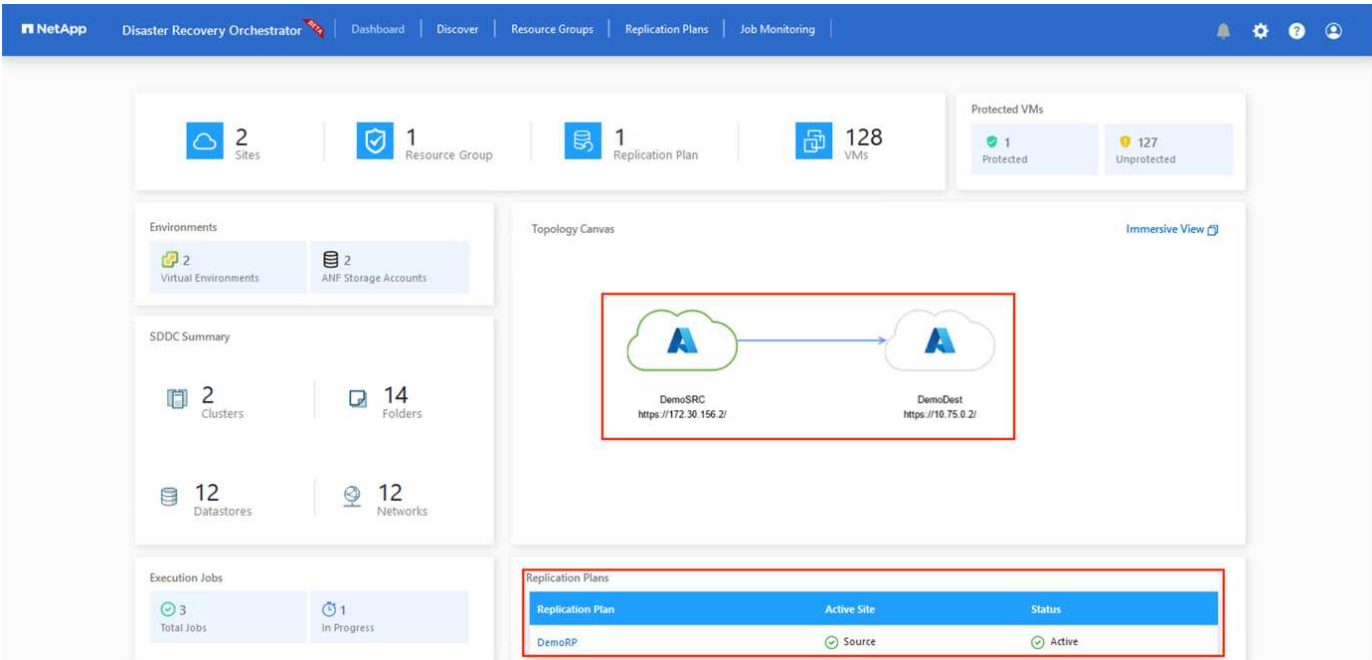 NetApp
Disaster Recovery Orchestrator BETA
Dashboard
Discover
Resource Groups
Replication Plans
Job Monitoring
2
Sites
1
Resource Group
1
Replication Plan
128
VMs
Protected VMs
1
Protected
127
Unprotected
Environments
2
Virtual Environments
2
ANF Storage Accounts
SDDC Summary
2
Clusters
14
Folders
12
Datastores
12
Networks
Topology Canvas
Immersive View
DemoSRC
https://172.30.156.2/
DemoDest
https://10.75.0.2/
Execution Jobs
3
Total Jobs
1
In Progress
Replication Plans
Replication Plan Active Site Status
DemoRP Source Active